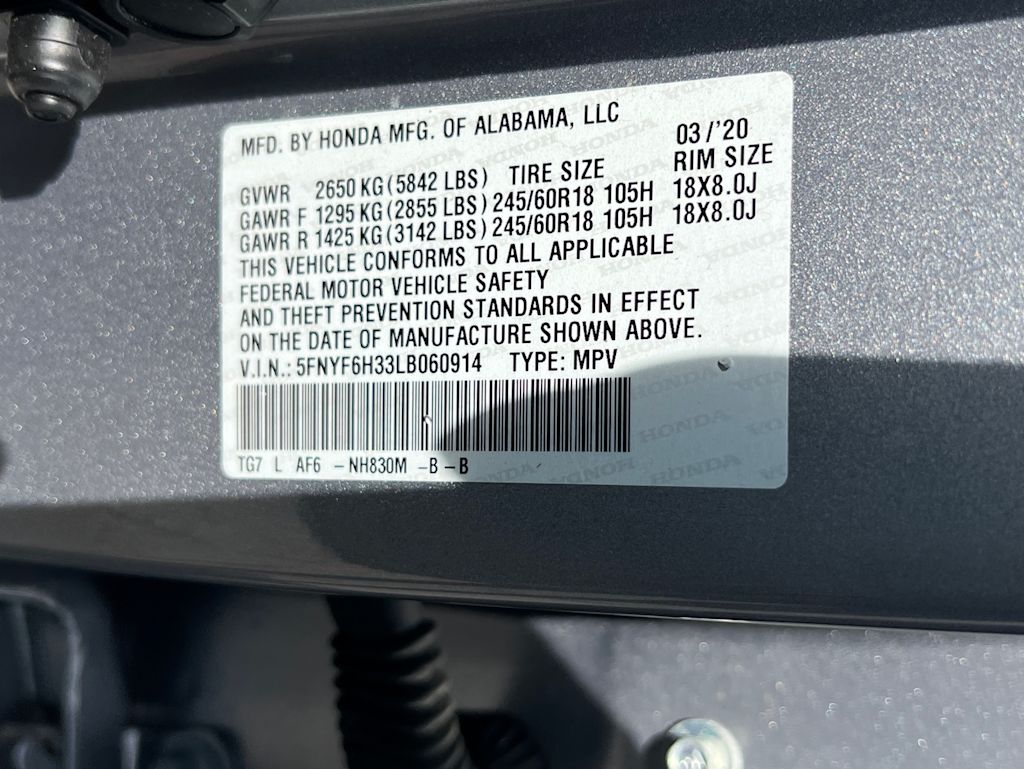 MFD. BY HONDA MFG. OF ALABAMA, LLC 03/'20
GVWR 2650 KG (5842 LBS) TIRE SIZE RIM SIZE
GAWR F 1295 KG (2855 LBS) 245/60R18 105H 18X8.0J
GAWR R 1425 KG (3142 LBS) 245/60R18 105H 18X8.0J
THIS VEHICLE CONFORMS TO ALL APPLICABLE
FEDERAL MOTOR VEHICLE SAFETY
AND THEFT PREVENTION STANDARDS IN EFFECT
ON THE DATE OF MANUFACTURE SHOWN ABOVE.
V.I.N.: 5FNYF6H33LB060914 TYPE: MPV
TG7 L AF6 -NH830M -B -B
HONDA